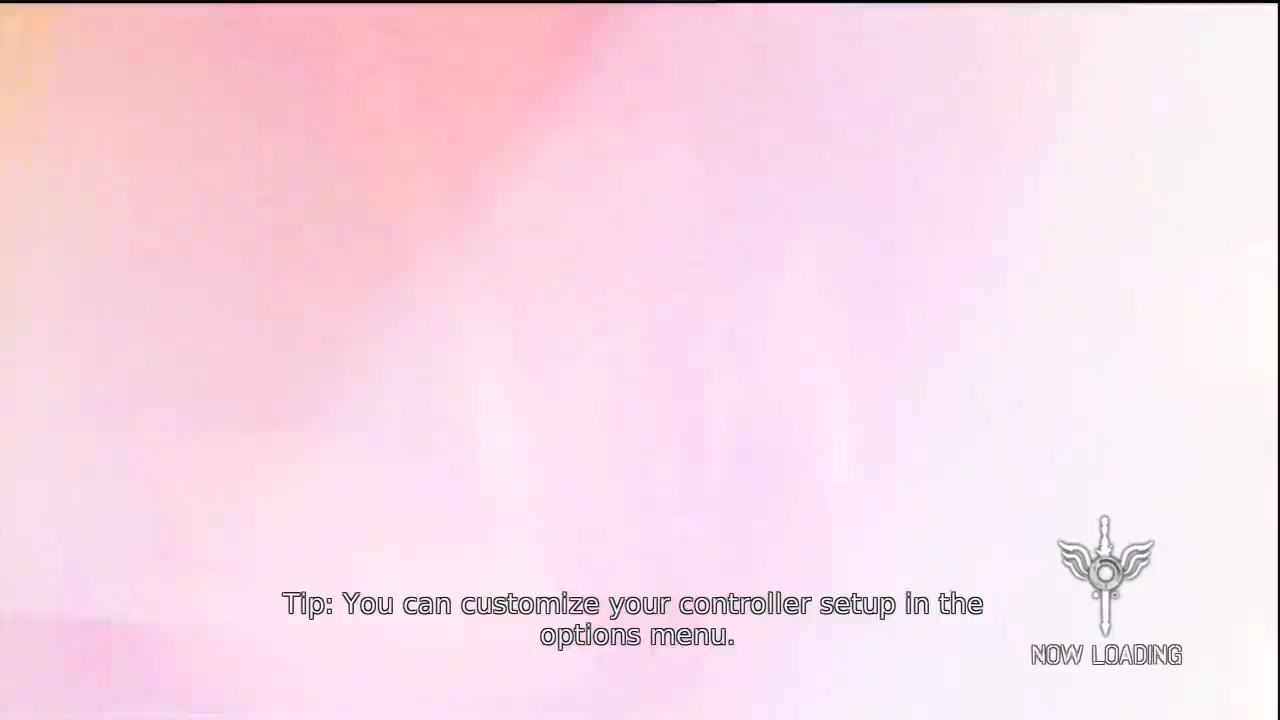 Tip: You can customize your controller setup in the
options menu.
NOW LOADING